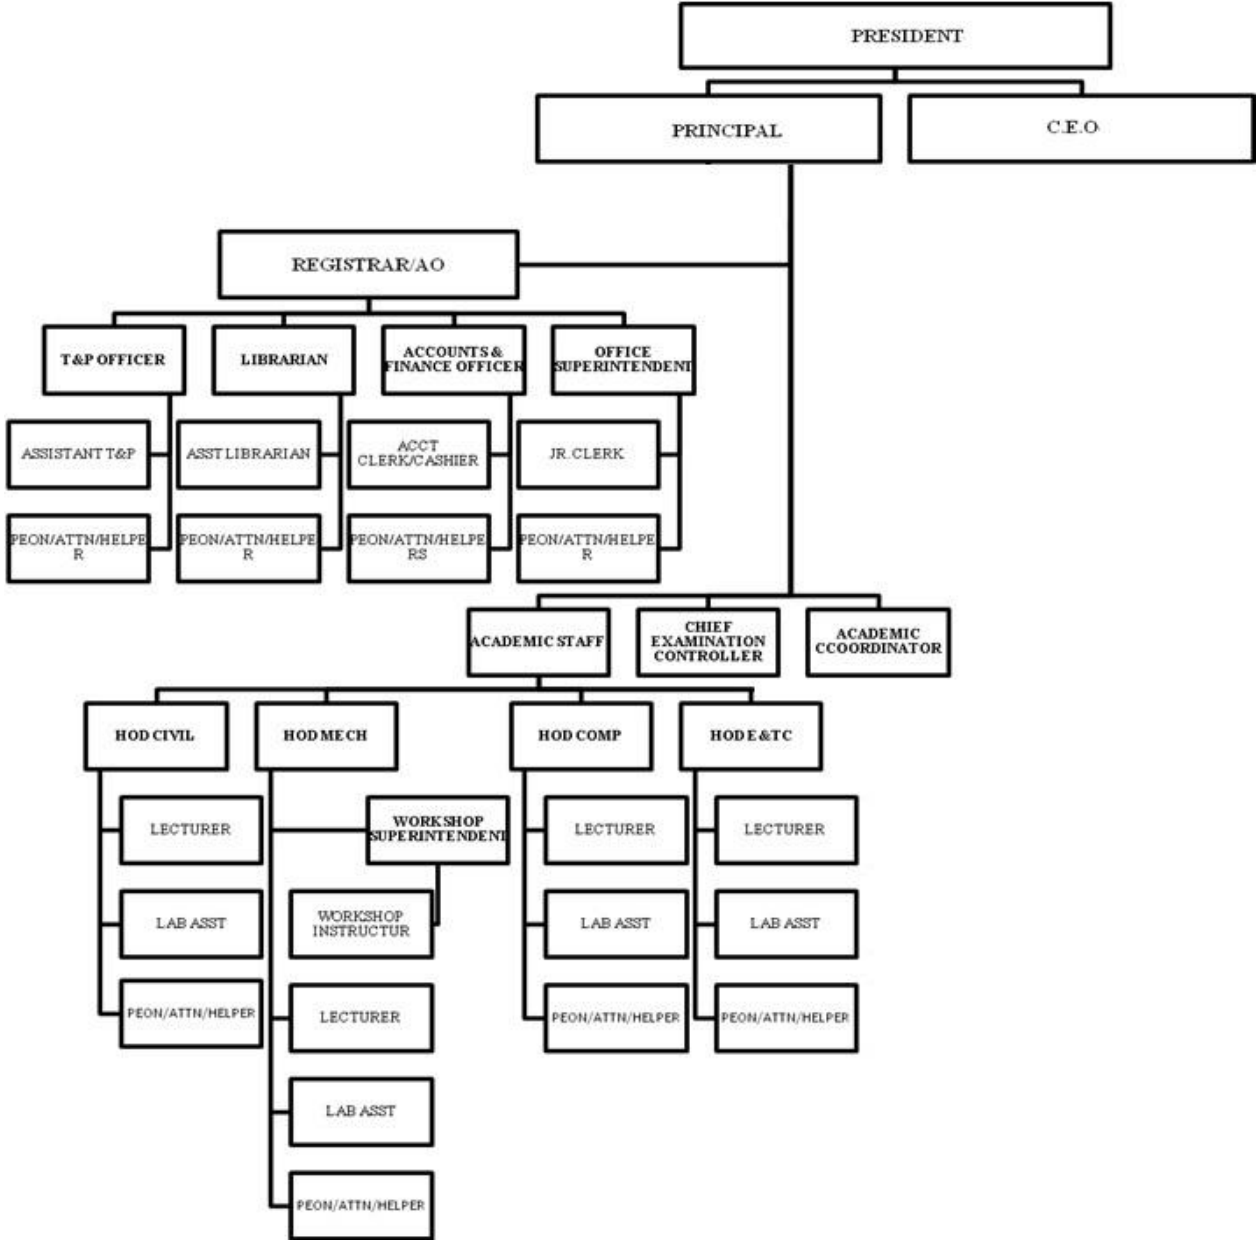 PRESIDENT
PRINCIPAL
C.E.O
REGISTRAR/AO
T&P OFFICER
LIBRARIAN
ACCOUNTS &
FINANCE OFFICER
OFFICE
SUPERINTENDENT
ASSISTANT T&P
ASST LIBRARIAN
ACCT
CLERK/CASHIER
JR. CLERK
PEON/ATTN/HELPE
R
PEON/ATTN/HELPE
R
PEON/ATTN/HELPE
RS
PEON/ATTN/HELPE
R
ACADEMIC STAFF
CHIEF
EXAMINATION
CONTROLLER
ACADEMIC
CCOORDINATOR
HOD CIVIL
HOD MECH
HOD COMP
HOD E&TC
LECTURER
WORKSHOP
SUPERINTENDENT
LECTURER
LECTURER
LAB ASST
WORKSHOP
INSTRUCTUR
LAB ASST
LAB ASST
PEON/ATTN/HELPER
LECTURER
PEON/ATTN/HELPER
PEON/ATTN/HELPER
LAB ASST
PEON/ATTN/HELPER